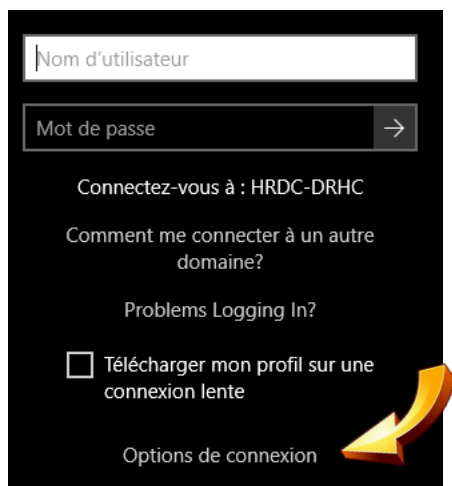 Nom d'utilisateur
Mot de passe
Connectez-vous à : HRDC-DRHC
Comment me connecter à un autre
domaine?
Problems Logging In?
Télécharger mon profil sur une
connexion lente
Options de connexion